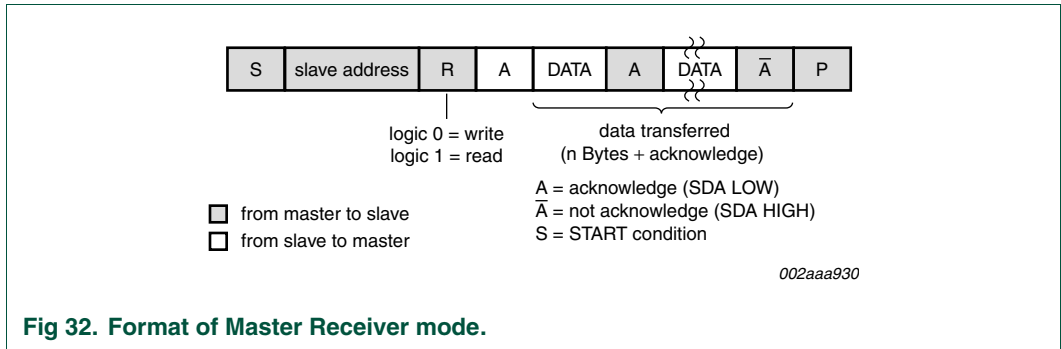 S slave address R A DATA A DATA A̅ P
logic 0 = write
logic 1 = read
data transferred
(n Bytes + acknowledge)
A = acknowledge (SDA LOW)
A̅ = not acknowledge (SDA HIGH)
S = START condition
from master to slave
from slave to master
002aaa930
Fig 32. Format of Master Receiver mode.